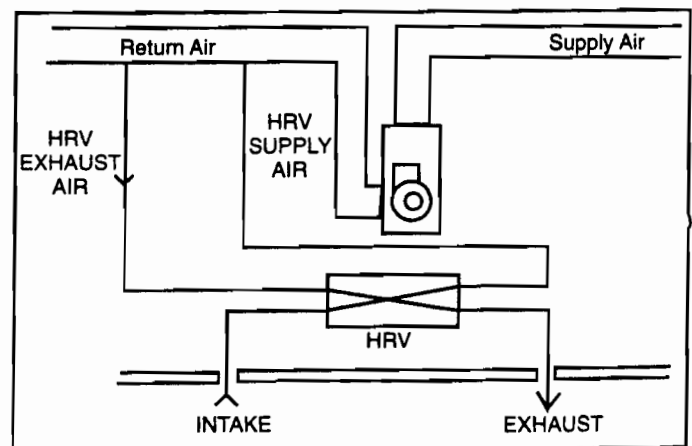 Return Air
Supply Air
HRV
EXHAUST
AIR
HRV
SUPPLY
AIR
HRV
INTAKE
EXHAUST